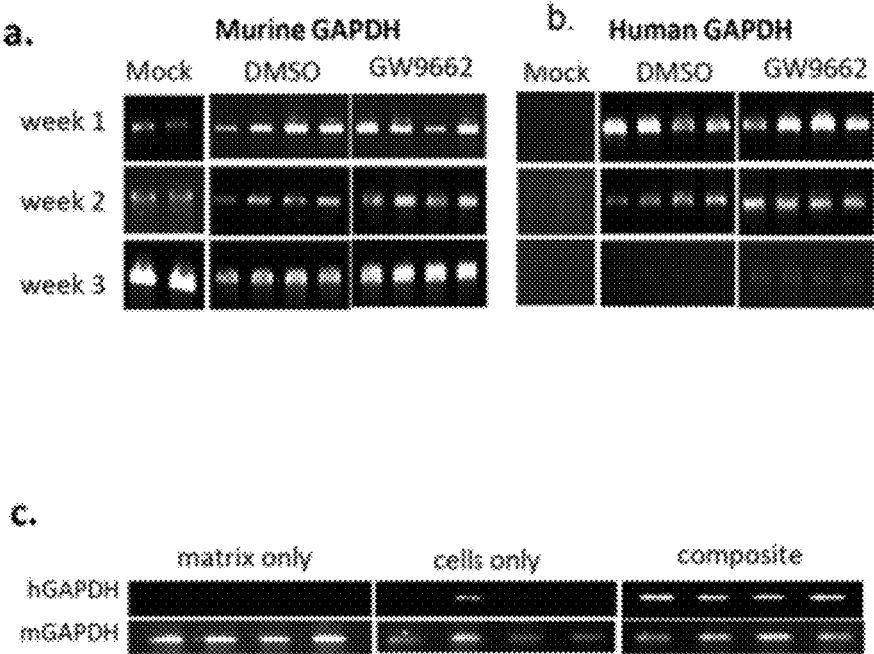 a. Murine GAPDH
Mock DMSO GW9662
week 1
week 2
week 3
b. Human GAPDH
Mock DMSO GW9662
c.
matrix only cells only composite
hGAPDH
mGAPDH